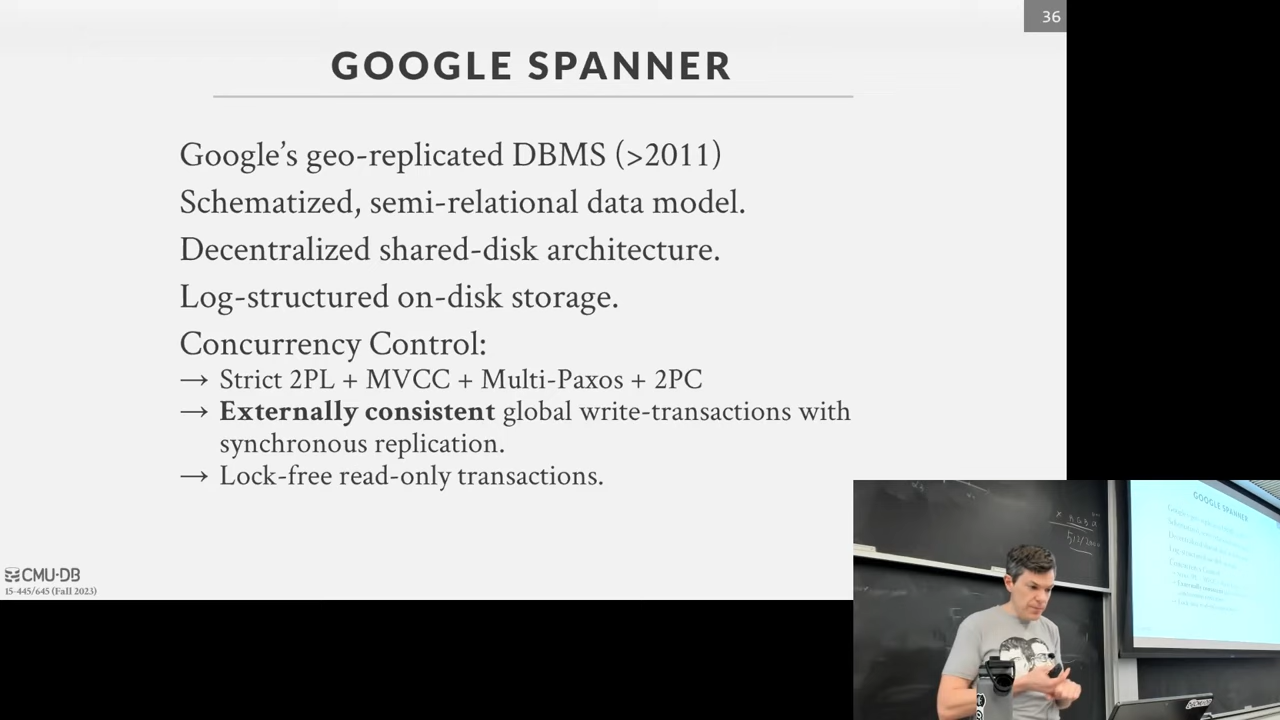 36
GOOGLE SPANNER
Google's geo-replicated DBMS (>2011)
Schematized, semi-relational data model.
Decentralized shared-disk architecture.
Log-structured on-disk storage.
Concurrency Control:
→ Strict 2PL + MVCC + Multi-Paxos + 2PC
→ Externally consistent global write-transactions with
synchronous replication.
→ Lock-free read-only transactions.
CMU·DB
15-445/645 (Fall 2023)
GOOGLE SPANNER